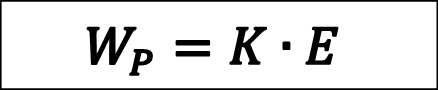 W_P = K · E